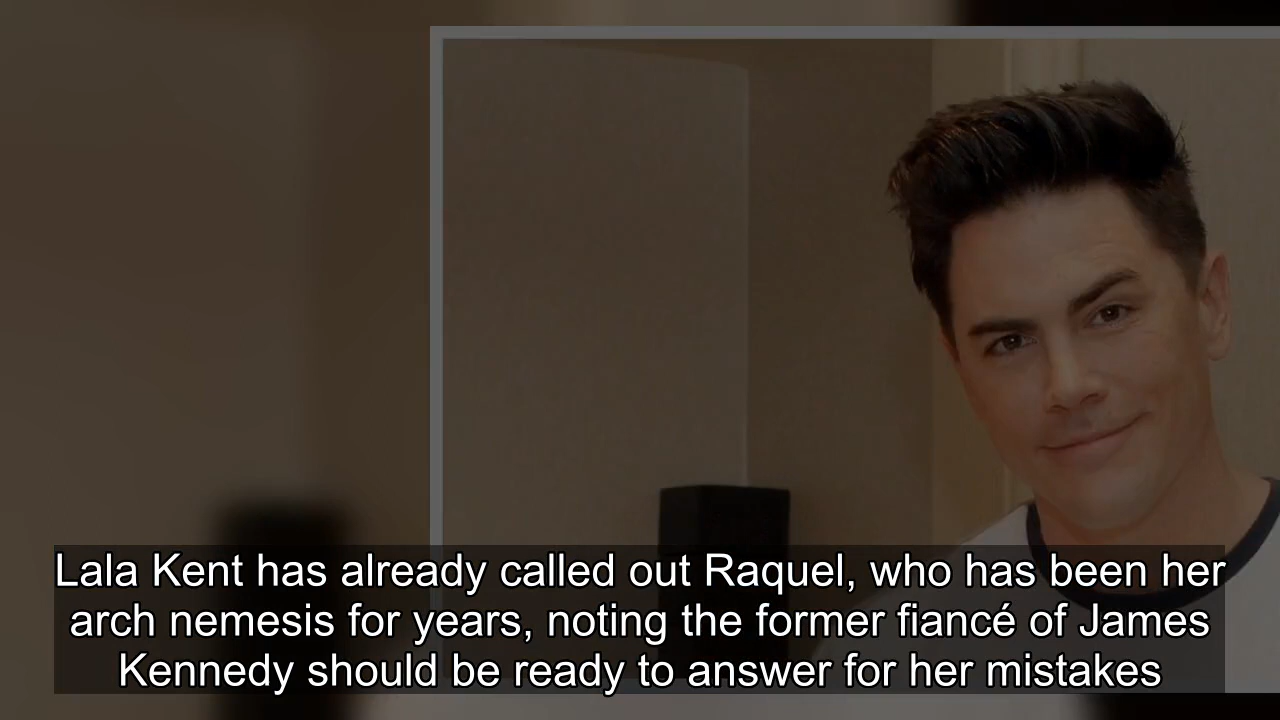 Lala Kent has already called out Raquel, who has been her
arch nemesis for years, noting the former fiancé of James
Kennedy should be ready to answer for her mistakes